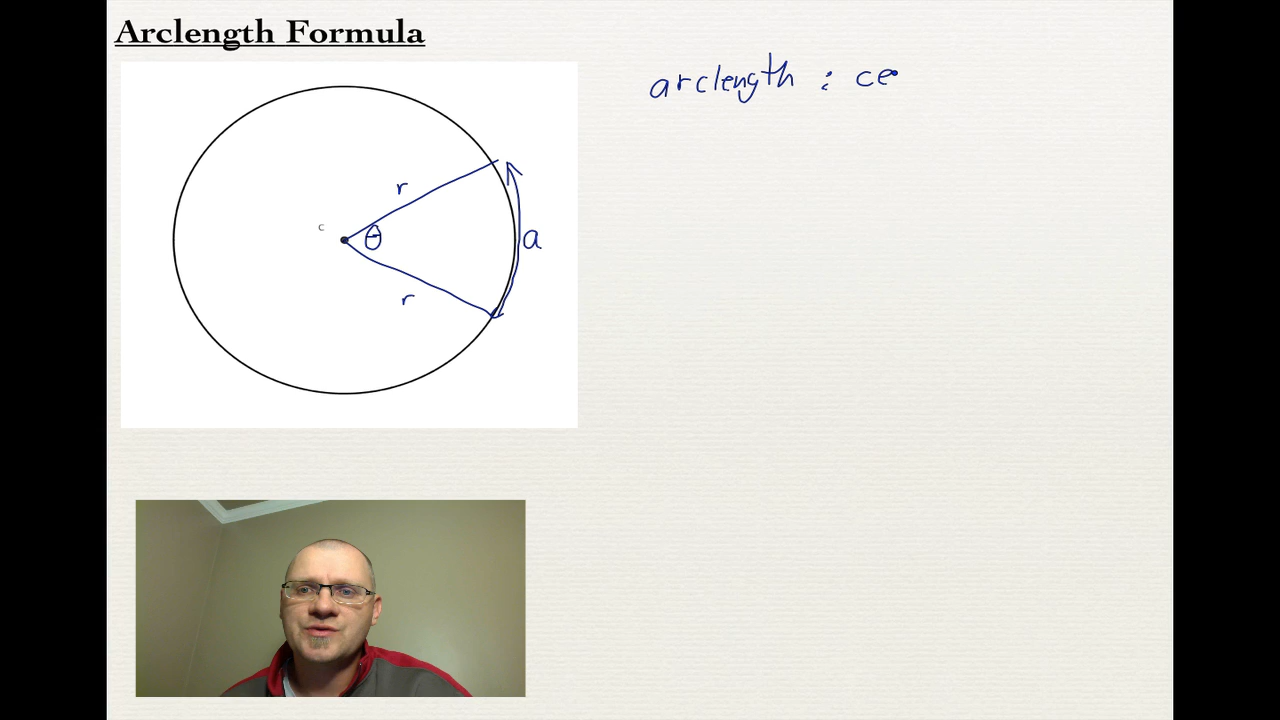 Arclength Formula
arclength : ce
r
c
θ
a
r